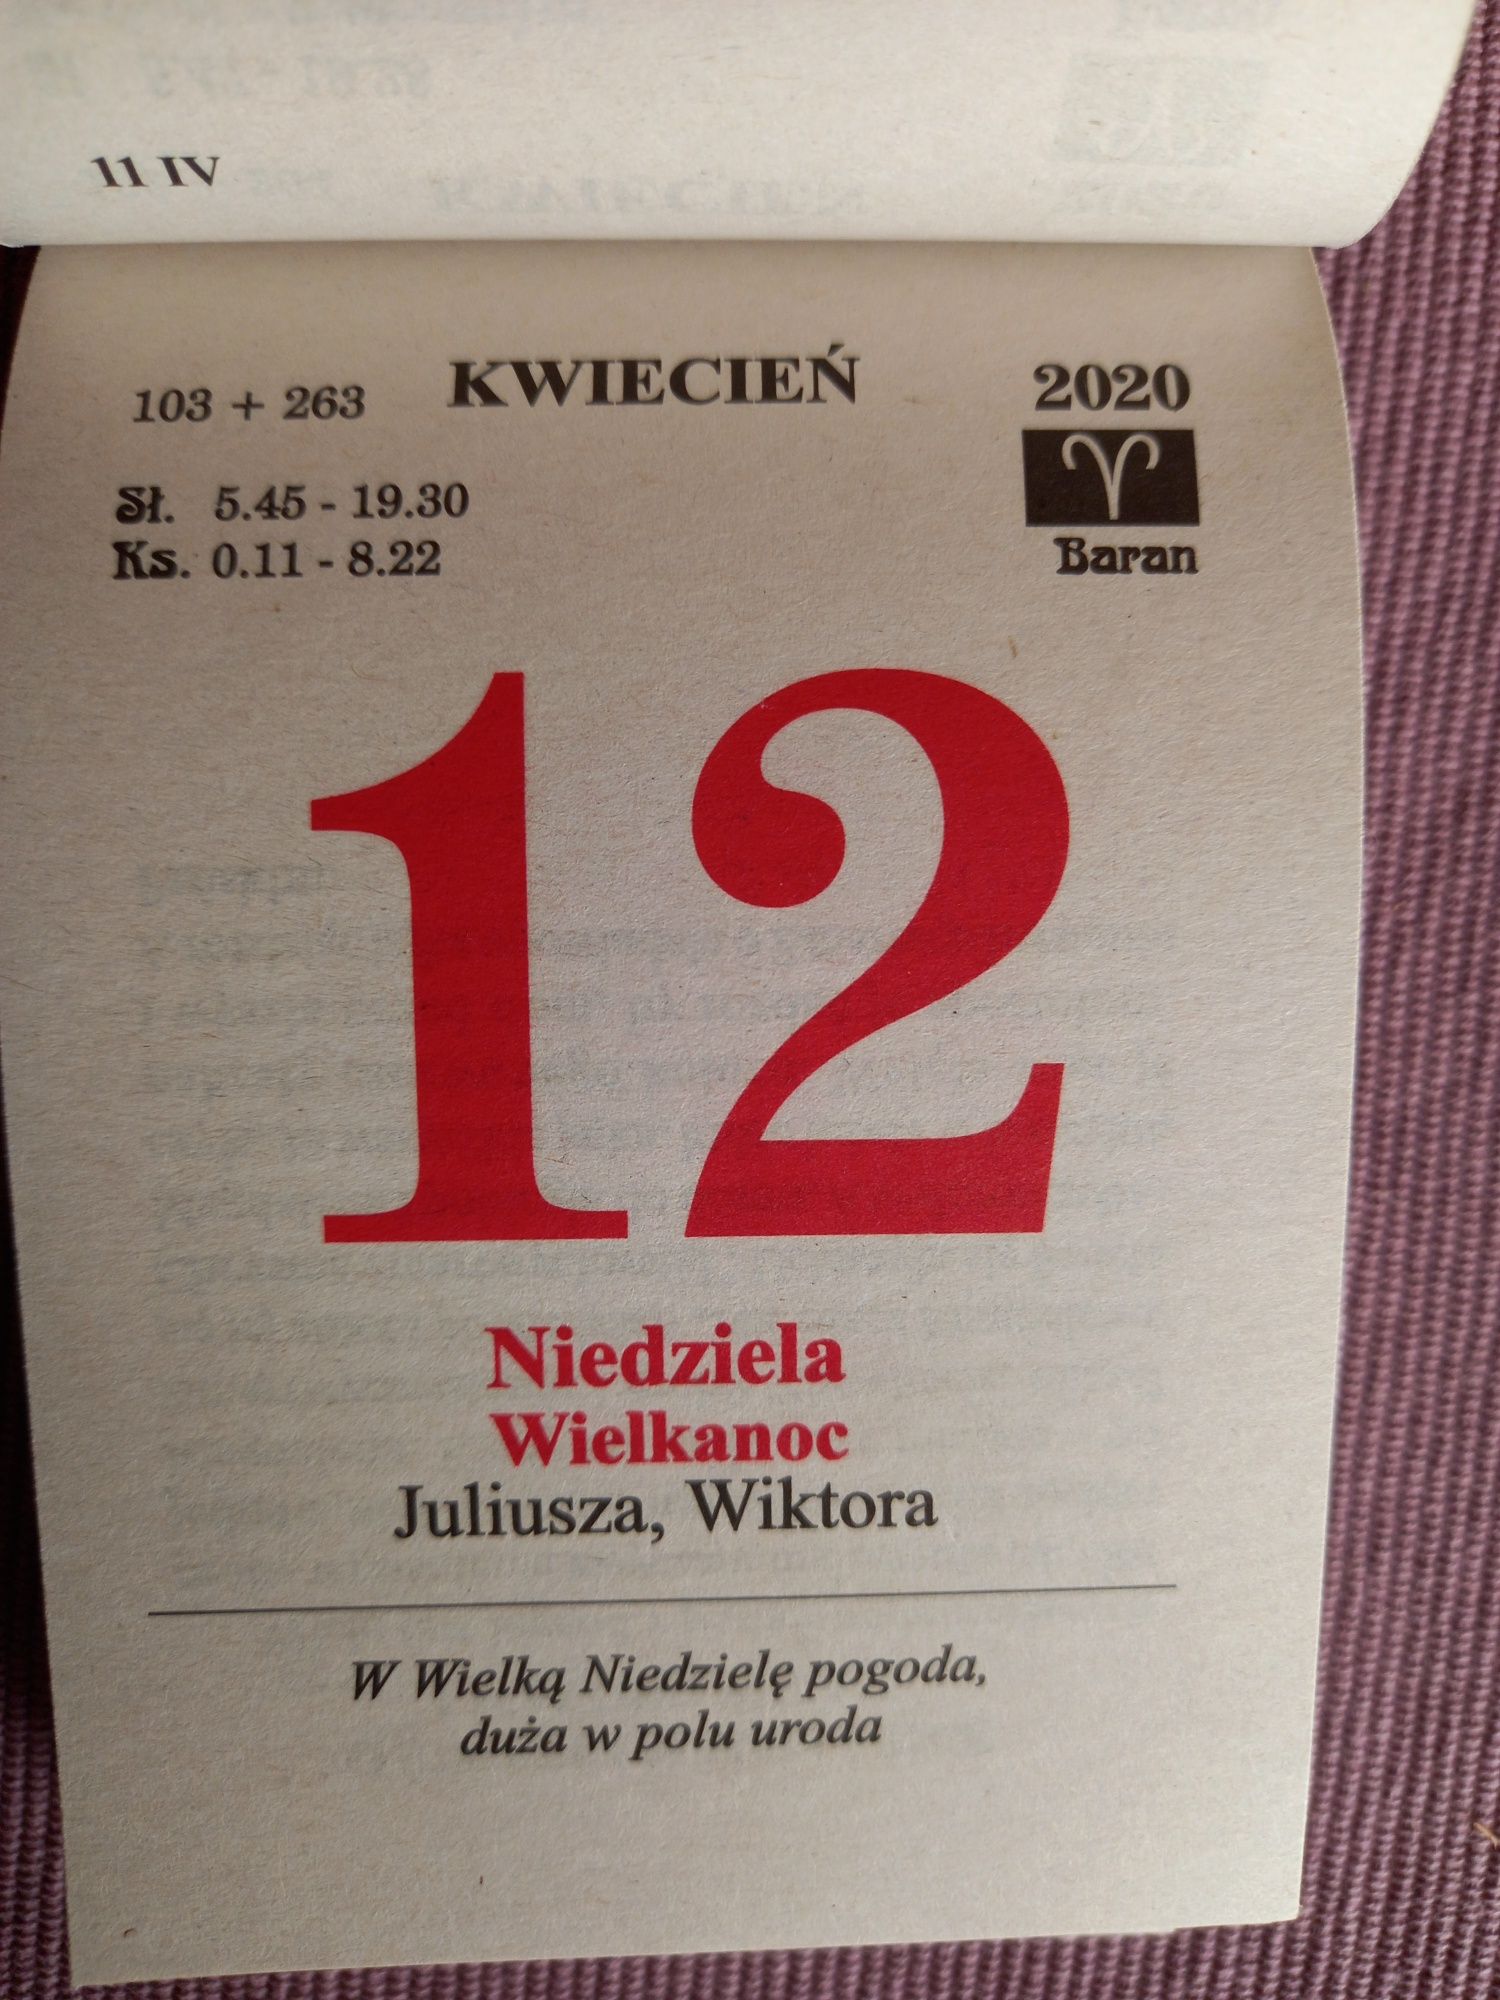 11 IV
103 + 263 KWIECIEŃ 2020
Sł. 5.45 - 19.30
Ks. 0.11 - 8.22
Baran
12
Niedziela
Wielkanoc
Juliusza, Wiktora
W Wielką Niedzielę pogoda,
duża w polu uroda